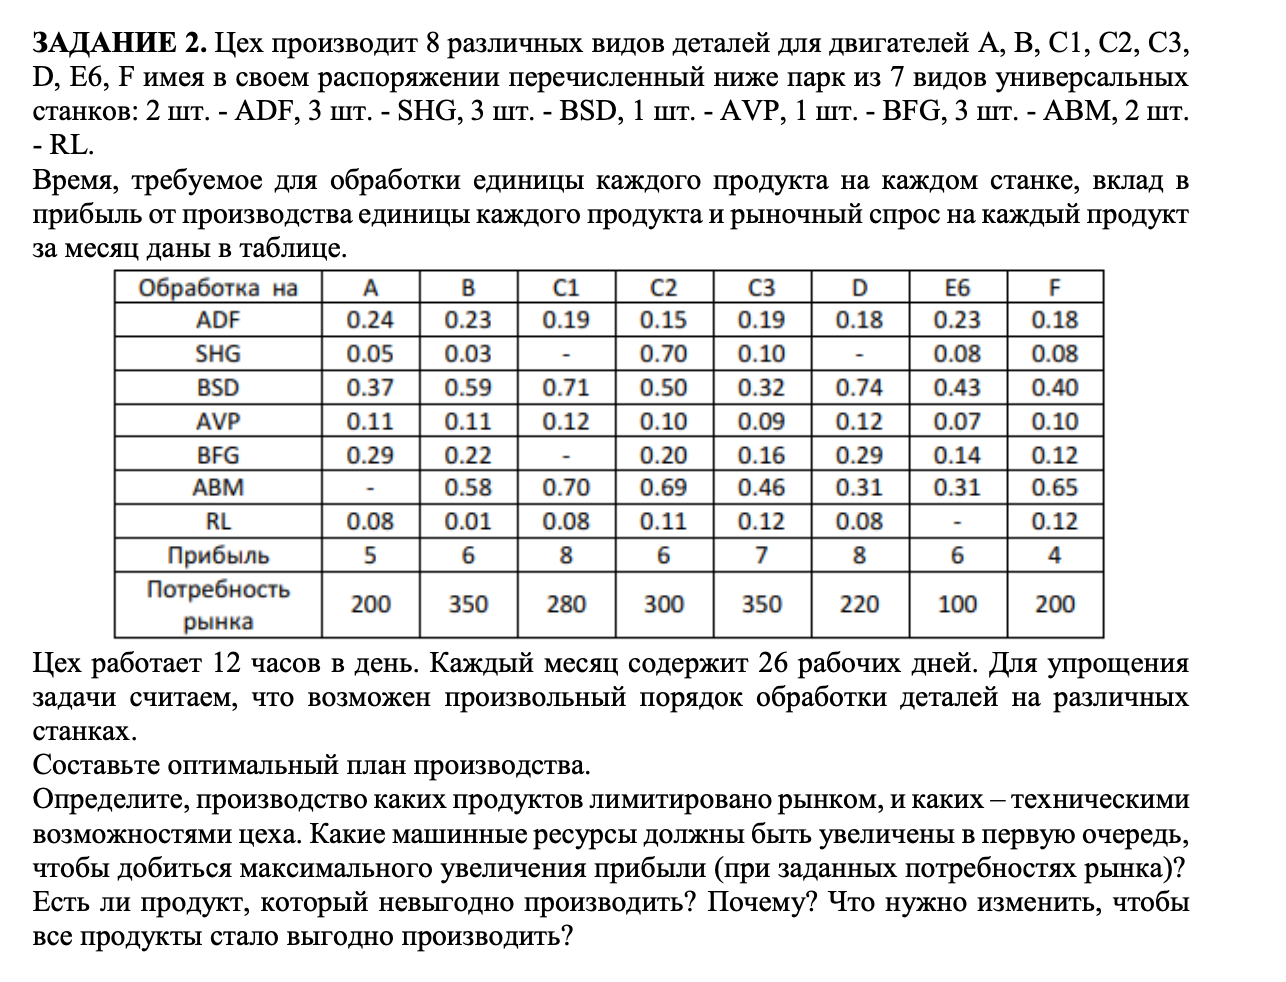 ЗАДАНИЕ 2. Цех производит 8 различных видов деталей для двигателей A, B, C1, C2, C3,
D, E6, F имея в своем распоряжении перечисленный ниже парк из 7 видов универсальных
станков: 2 шт. - ADF, 3 шт. - SHG, 3 шт. - BSD, 1 шт. - AVP, 1 шт. - BFG, 3 шт. - ABM, 2 шт.
- RL.
Время, требуемое для обработки единицы каждого продукта на каждом станке, вклад в
прибыль от производства единицы каждого продукта и рыночный спрос на каждый продукт
за месяц даны в таблице.
Обработка на A B C1 C2 C3 D E6 F
ADF 0.24 0.23 0.19 0.15 0.19 0.18 0.23 0.18
SHG 0.05 0.03 - 0.70 0.10 - 0.08 0.08
BSD 0.37 0.59 0.71 0.50 0.32 0.74 0.43 0.40
AVP 0.11 0.11 0.12 0.10 0.09 0.12 0.07 0.10
BFG 0.29 0.22 - 0.20 0.16 0.29 0.14 0.12
ABM - 0.58 0.70 0.69 0.46 0.31 0.31 0.65
RL 0.08 0.01 0.08 0.11 0.12 0.08 - 0.12
Прибыль 5 6 8 6 7 8 6 4
Потребность
рынка 200 350 280 300 350 220 100 200
Цех работает 12 часов в день. Каждый месяц содержит 26 рабочих дней. Для упрощения
задачи считаем, что возможен произвольный порядок обработки деталей на различных
станках.
Составьте оптимальный план производства.
Определите, производство каких продуктов лимитировано рынком, и каких – техническими
возможностями цеха. Какие машинные ресурсы должны быть увеличены в первую очередь,
чтобы добиться максимального увеличения прибыли (при заданных потребностях рынка)?
Есть ли продукт, который невыгодно производить? Почему? Что нужно изменить, чтобы
все продукты стало выгодно производить?